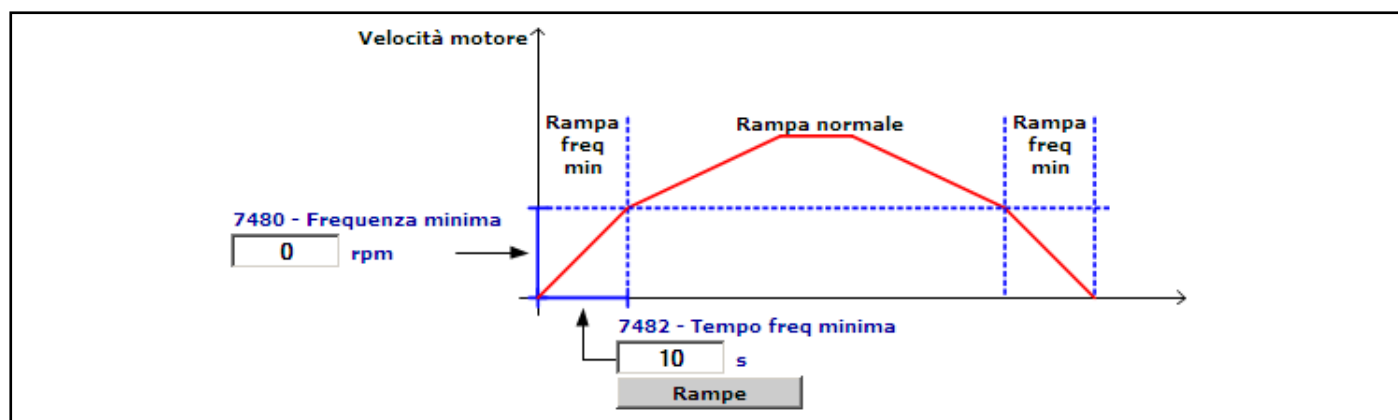 Velocità motore
Rampa
freq
min
Rampa normale
Rampa
freq
min
7480 - Frequenza minima
0 rpm
7482 - Tempo freq minima
10 s
Rampe